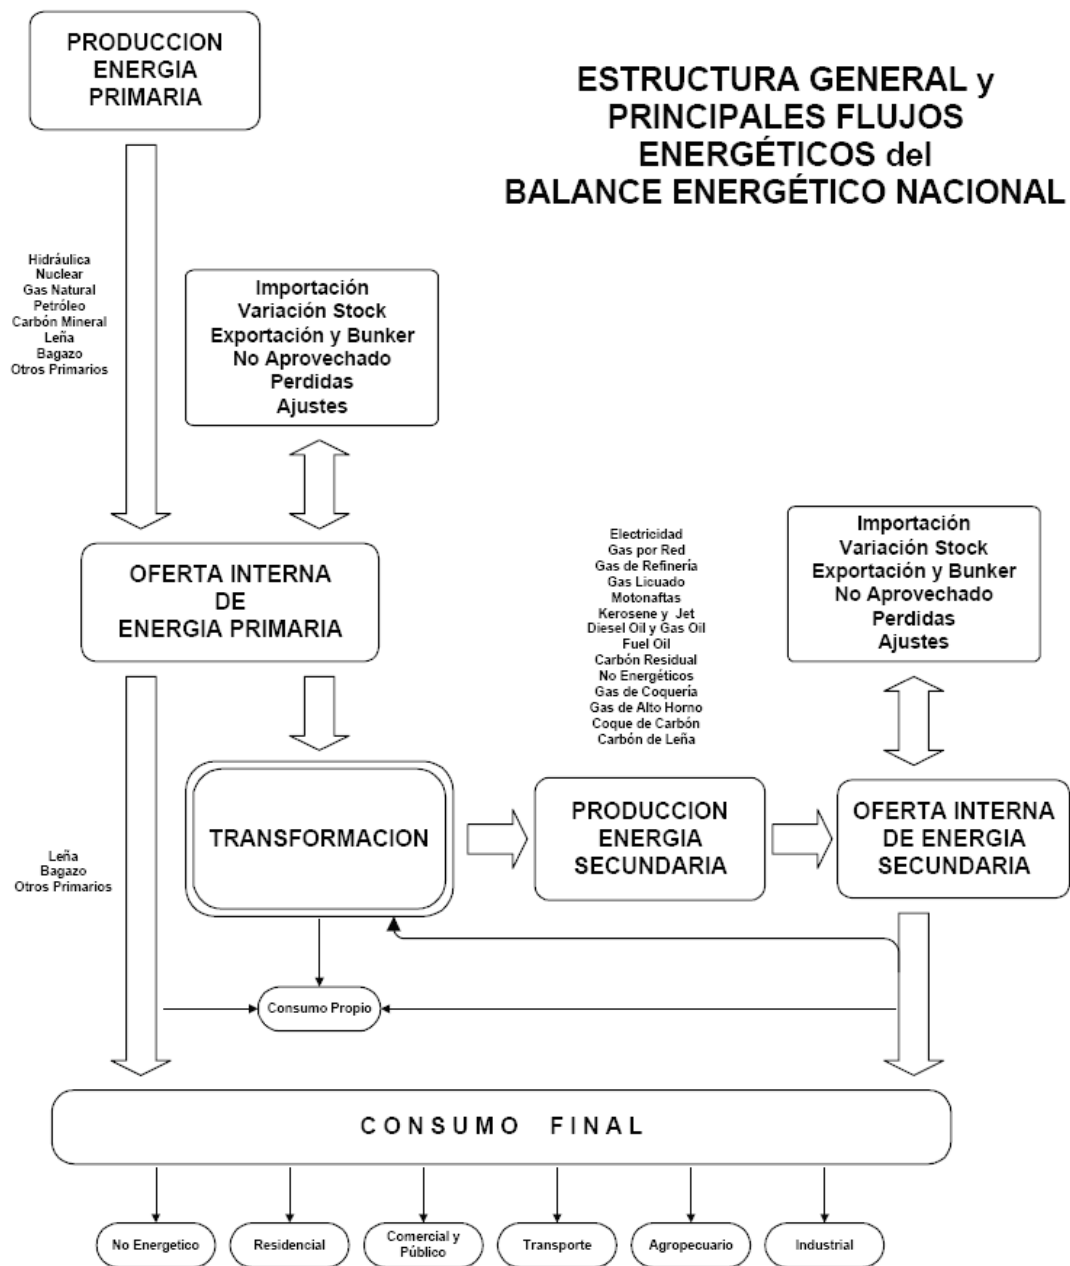 PRODUCCION
ENERGIA
PRIMARIA
ESTRUCTURA GENERAL y
PRINCIPALES FLUJOS
ENERGÉTICOS del
BALANCE ENERGÉTICO NACIONAL
Hidráulica
Nuclear
Gas Natural
Petróleo
Carbón Mineral
Leña
Bagazo
Otros Primarios
Importación
Variación Stock
Exportación y Bunker
No Aprovechado
Perdidas
Ajustes
OFERTA INTERNA
DE
ENERGIA PRIMARIA
Electricidad
Gas por Red
Gas de Refinería
Gas Licuado
Motonaftas
Kerosene y Jet
Diesel Oil y Gas Oil
Fuel Oil
Carbón Residual
No Energéticos
Gas de Coquería
Gas de Alto Horno
Coque de Carbón
Carbón de Leña
Importación
Variación Stock
Exportación y Bunker
No Aprovechado
Perdidas
Ajustes
TRANSFORMACION
PRODUCCION
ENERGIA
SECUNDARIA
OFERTA INTERNA
DE ENERGIA
SECUNDARIA
Leña
Bagazo
Otros Primarios
Consumo Propio
CONSUMO FINAL
No Energetico
Residencial
Comercial y
Público
Transporte
Agropecuario
Industrial